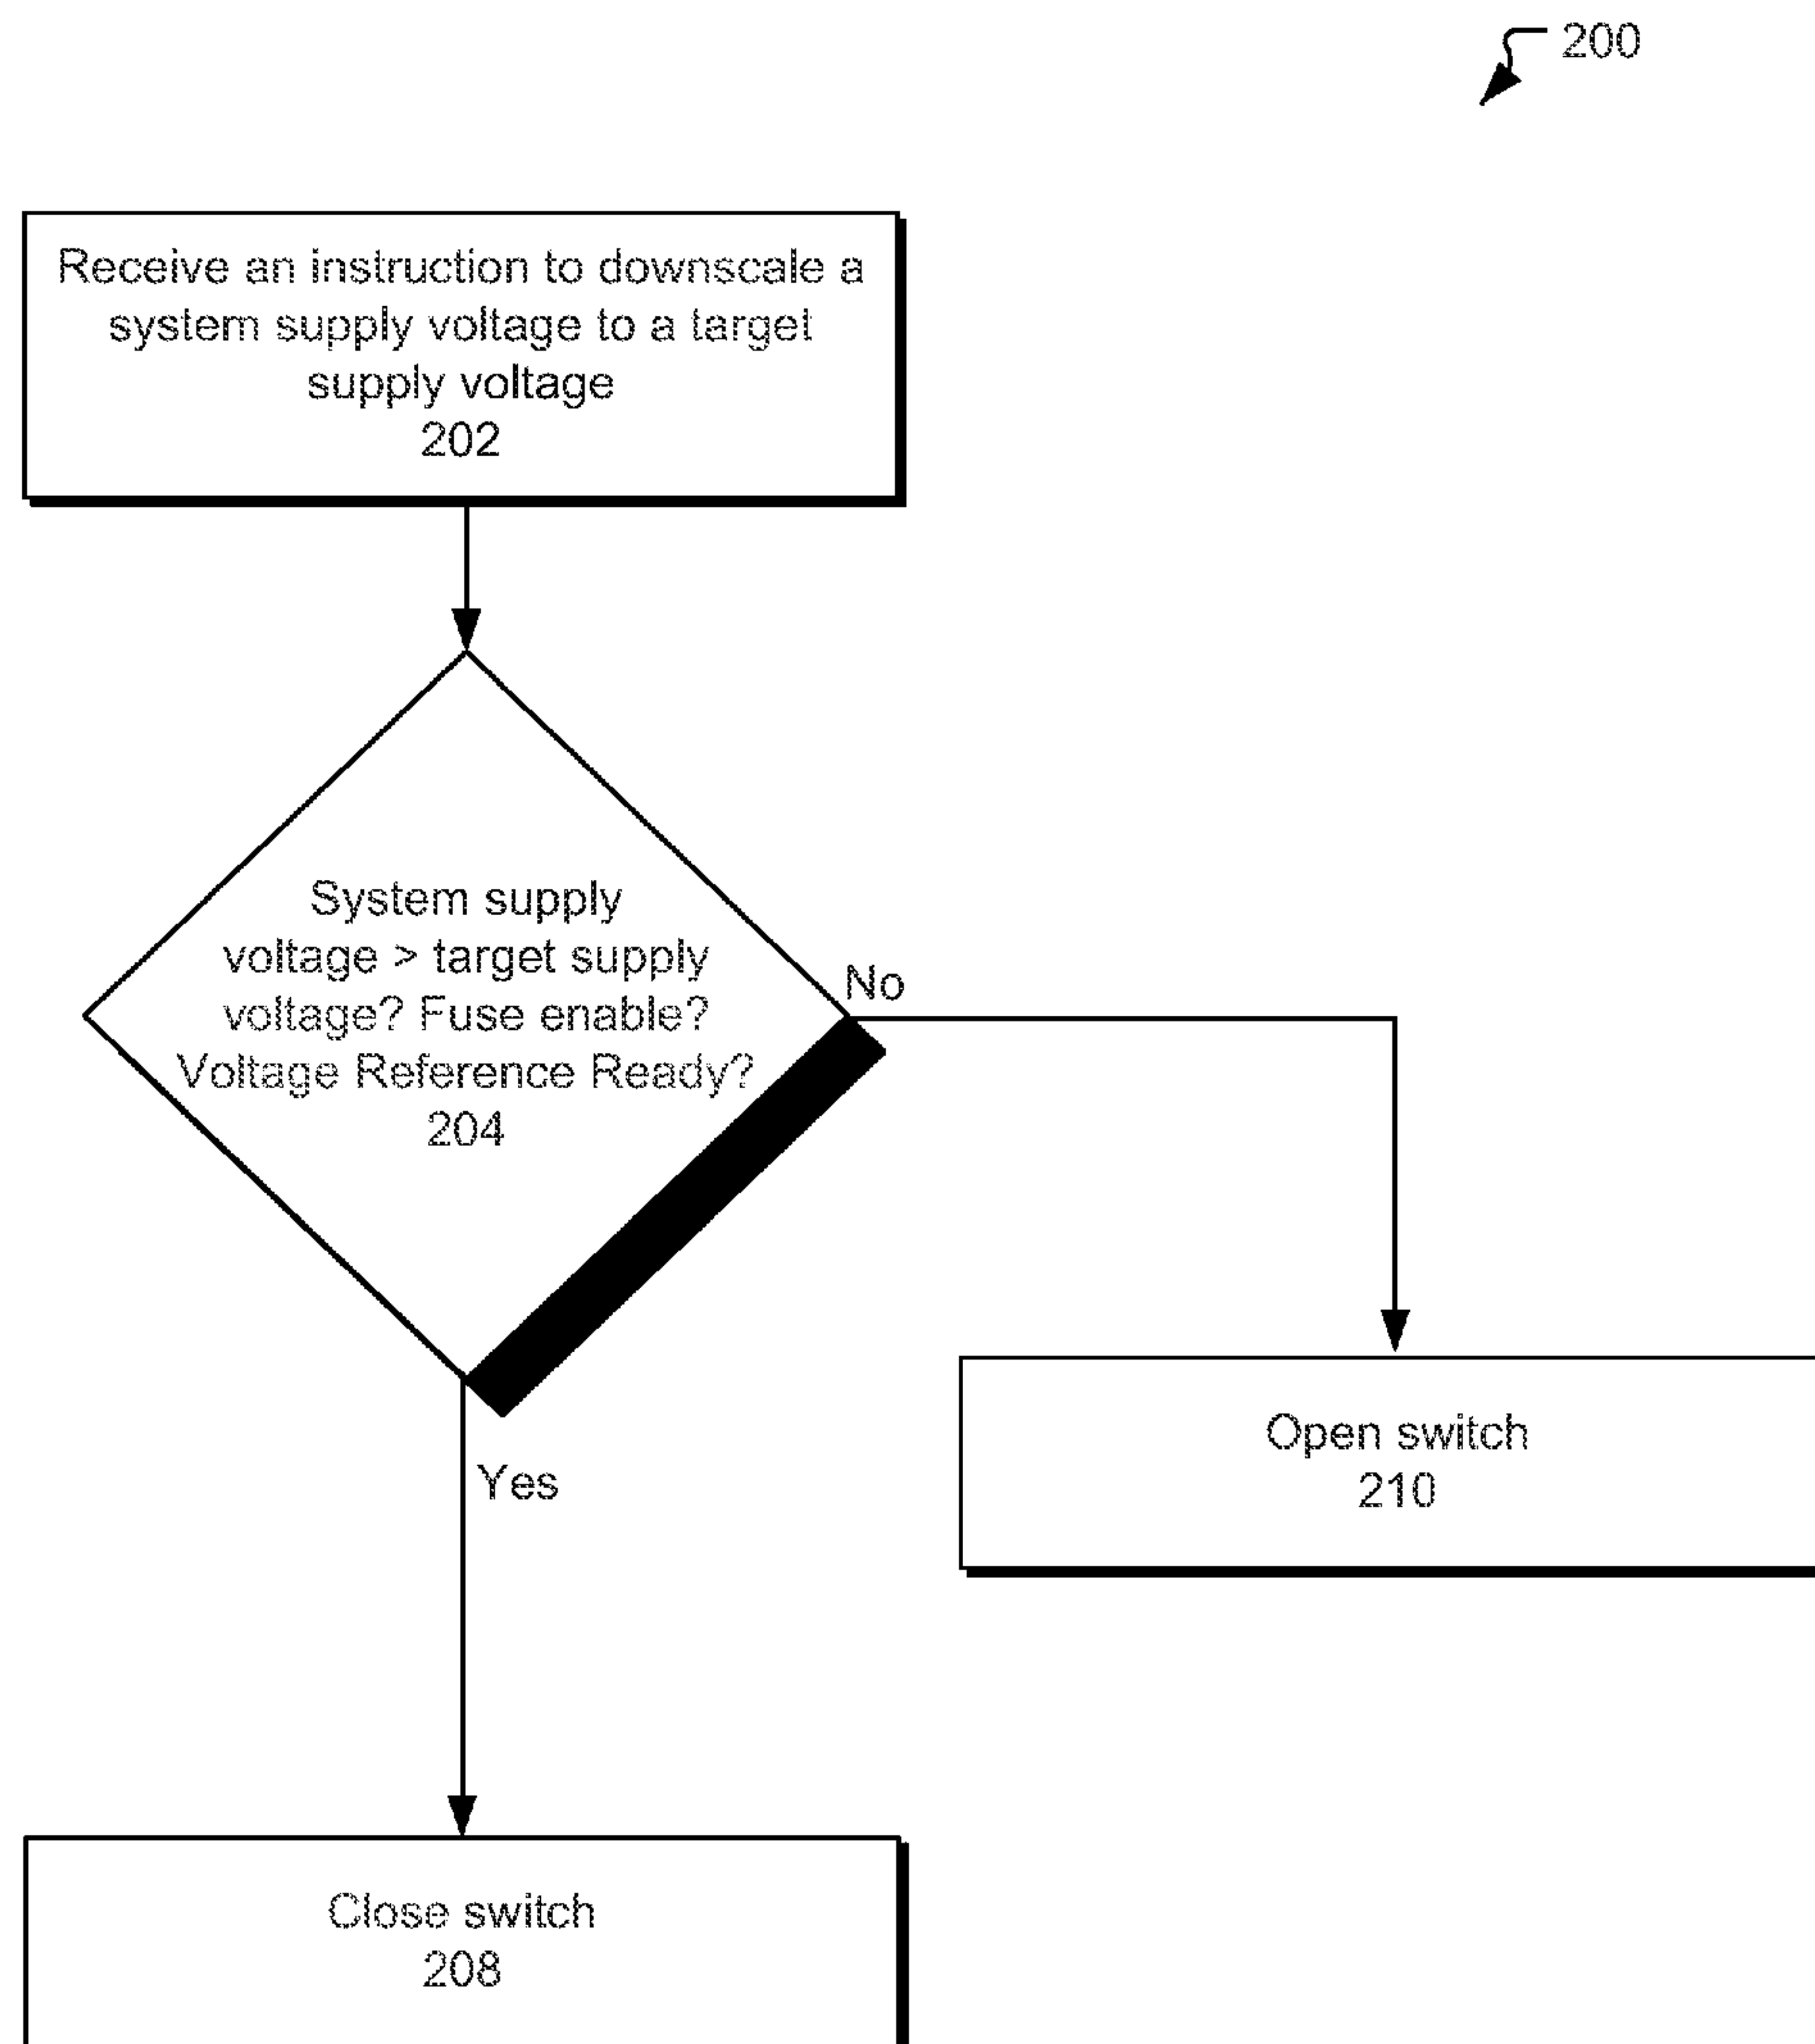 200
Receive an instruction to downscale a
system supply voltage to a target
supply voltage
202
System supply
voltage > target supply
voltage? Fuse enable?
Voltage Reference Ready?
204
No
Yes
Open switch
210
Close switch
208